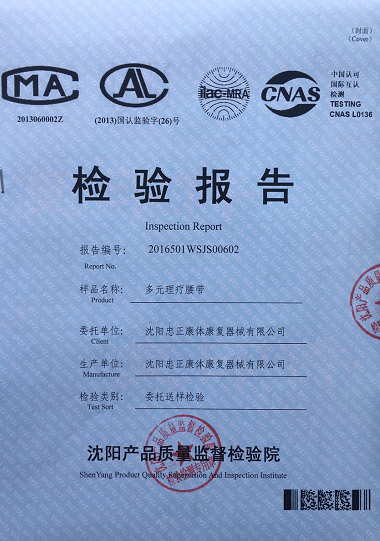 （封面）
(Cover)
MA
AL
ilac-MRA
CNAS
中国认可
国际互认
检测
TESTING
CNAS L0136
2013060002Z
(2013)国认监验字(26)号
检验报告
Inspection Report
报告编号: 2016501WSJS00602
Report No.
样品名称: 多元理疗腰带
Product
委托单位: 沈阳忠正康体康复器械有限公司
Client
生产单位: 沈阳忠正康体康复器械有限公司
Manufacture
检验类别: 委托送样检验
Test Sort
沈阳产品质量监督检验院
ShenYang Product Quality Supervision And Inspection Institute